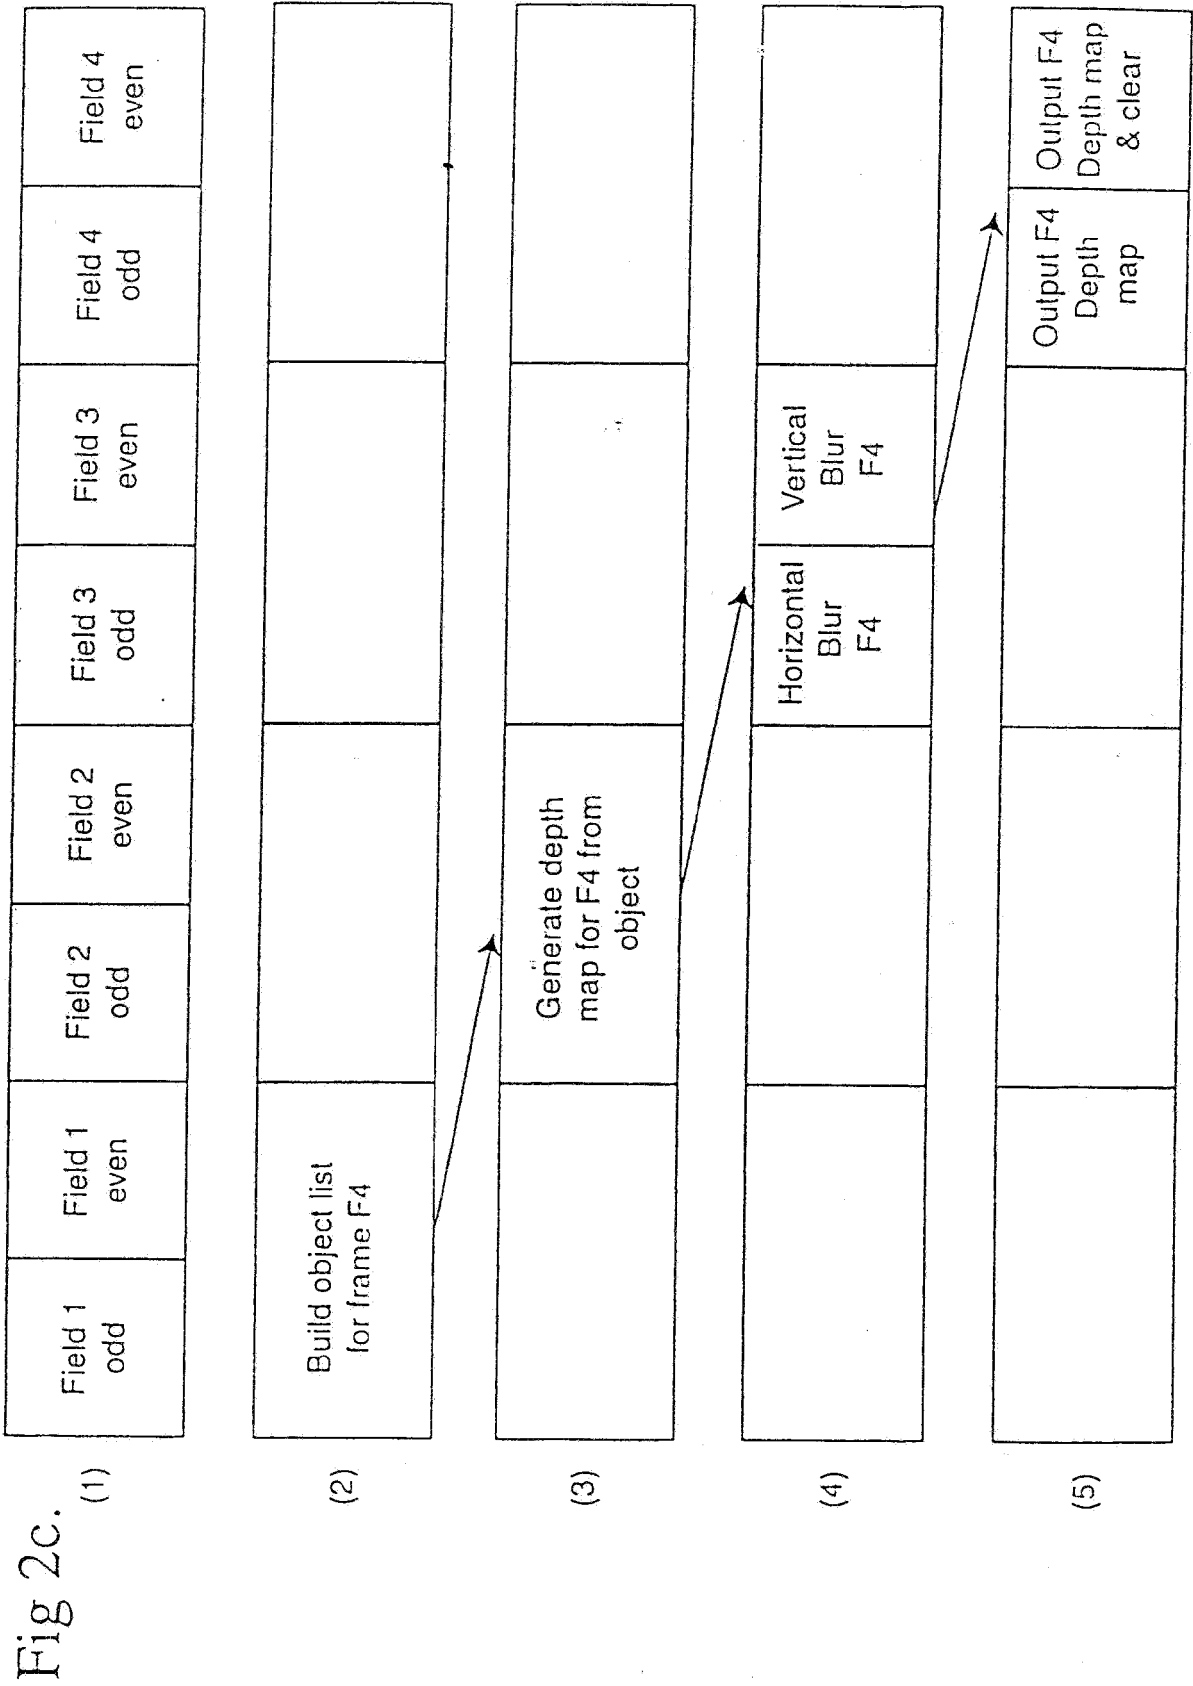 Fig 2c.
(1)
Field 1
odd
Field 1
even
Field 2
odd
Field 2
even
Field 3
odd
Field 3
even
Field 4
odd
Field 4
even
(2)
Build object list
for frame F4
(3)
Generate depth
map for F4 from
object
(4)
Horizontal
Blur
F4
Vertical
Blur
F4
(5)
Output F4
Depth
map
Output F4
Depth map
& clear